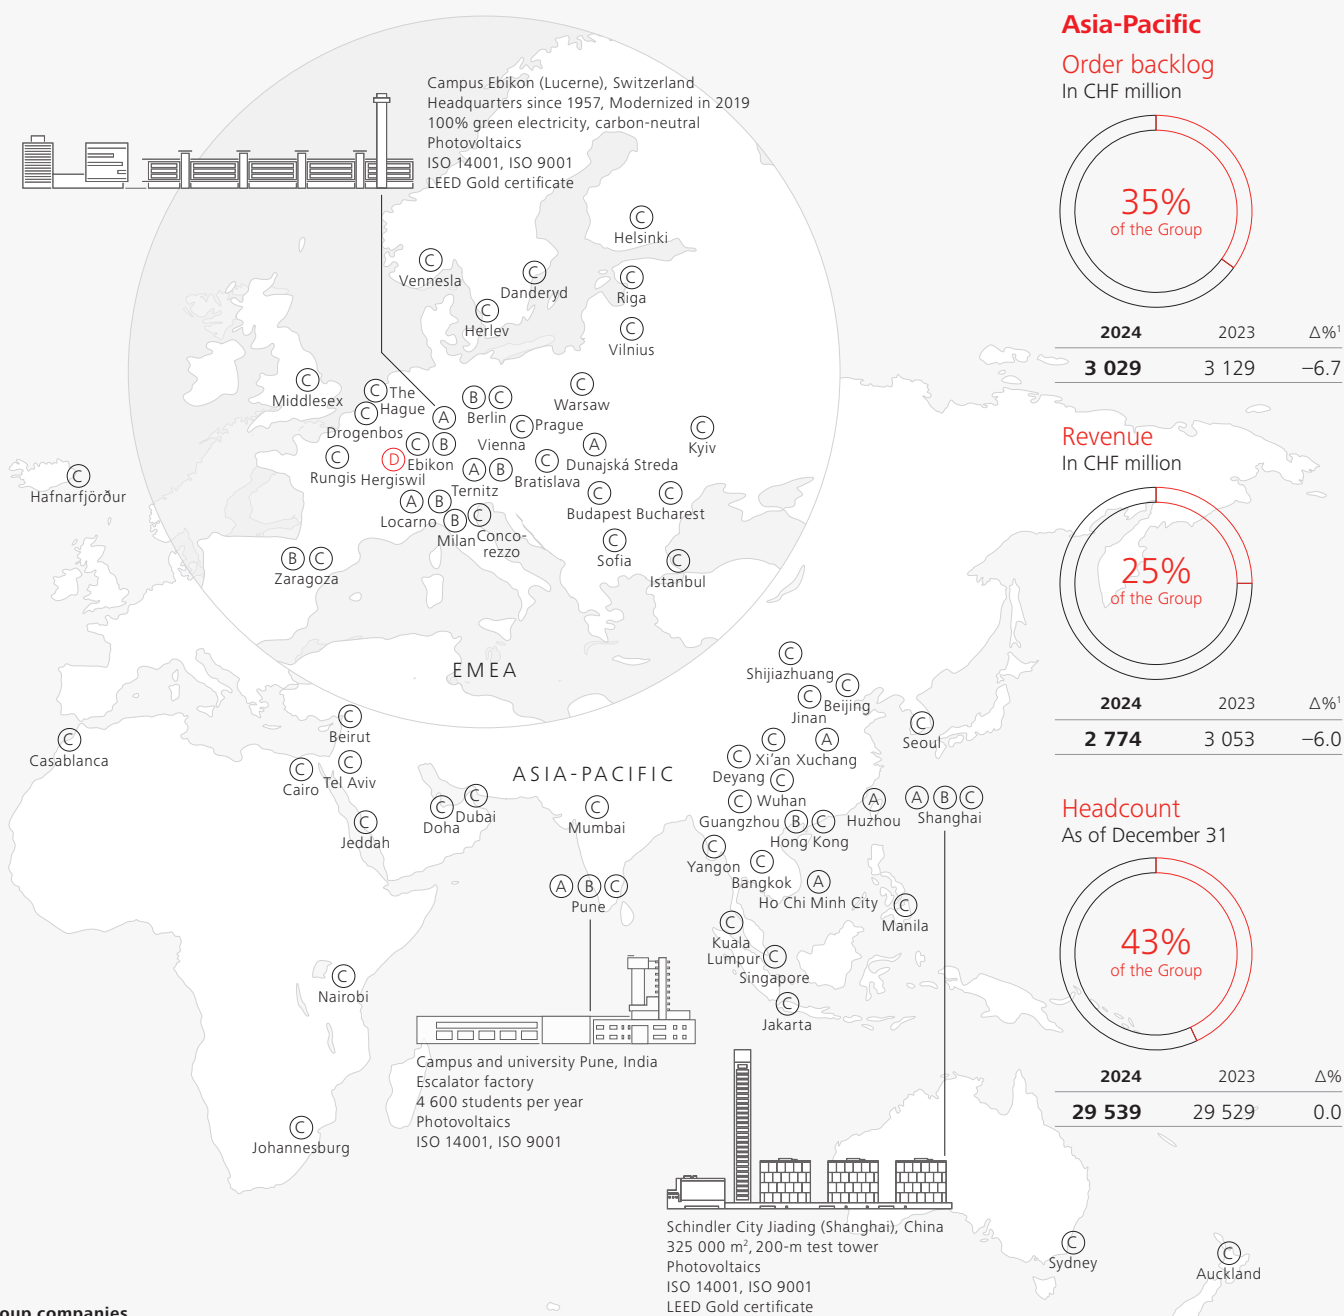 Campus Ebikon (Lucerne), Switzerland
Headquarters since 1957, Modernized in 2019
100% green electricity, carbon-neutral
Photovoltaics
ISO 14001, ISO 9001
LEED Gold certificate
C
Helsinki
C
Vennesla
C
Danderyd
C
Riga
C
Herlev
C
Vilnius
C
Middlesex
C The
Hague
C
Drogenbos
B C
Berlin
C
Warsaw
A
C B
Ebikon
C Prague
Vienna
A
Dunajská Streda
C
Kyiv
C
Rungis
D
Hergiswil
A B
Ternitz
C
Bratislava
C
Hafnarfjörður
A B
Locarno
B
Milan
C
Conco-
rezzo
C
Budapest
C
Bucharest
C
Sofia
C
Istanbul
B C
Zaragoza
EMEA
C
Casablanca
C
Beirut
C
Cairo
C
Tel Aviv
C
Jeddah
C
Doha
C
Dubai
C
Nairobi
C
Johannesburg
ASIA-PACIFIC
C
Shijiazhuang
C
Beijing
C
Jinan
C
Xi’an
A
Xuchang
C
Seoul
C
Deyang
C
Wuhan
C
Guangzhou
B C
Hong Kong
A
Huzhou
A B C
Shanghai
C
Mumbai
A B C
Pune
C
Yangon
C
Bangkok
A
Ho Chi Minh City
C
Manila
C
Kuala
Lumpur
C
Singapore
C
Jakarta
Campus and university Pune, India
Escalator factory
4 600 students per year
Photovoltaics
ISO 14001, ISO 9001
Schindler City Jiading (Shanghai), China
325 000 m², 200-m test tower
Photovoltaics
ISO 14001, ISO 9001
LEED Gold certificate
C
Sydney
C
Auckland
Asia-Pacific
Order backlog
In CHF million
35%
of the Group
2024 2023 Δ%¹
3 029 3 129 –6.7
Revenue
In CHF million
25%
of the Group
2024 2023 Δ%¹
2 774 3 053 –6.0
Headcount
As of December 31
43%
of the Group
2024 2023 Δ%
29 539 29 529 0.0
companies